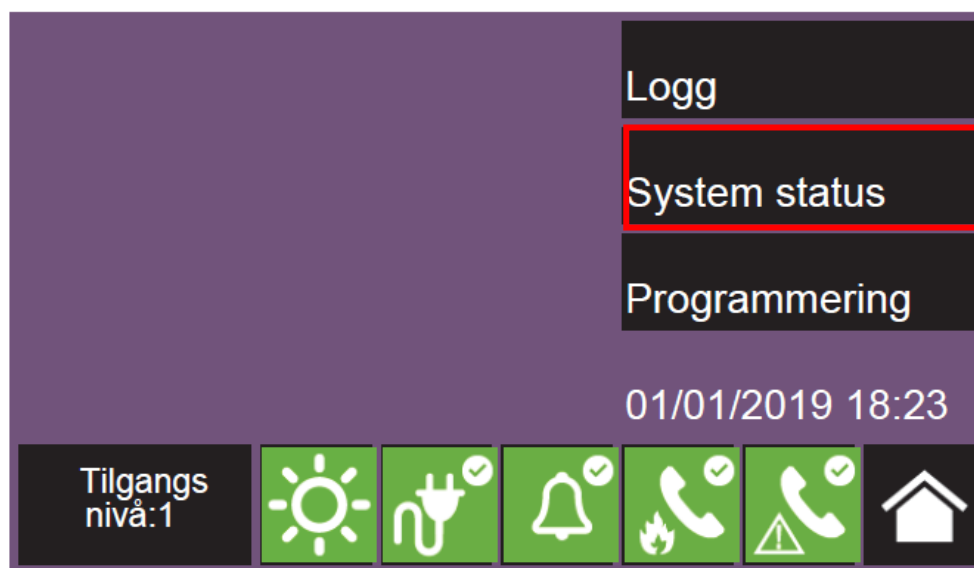 Logg
System status
Programmering
01/01/2019 18:23
Tilgangs
nivå:1